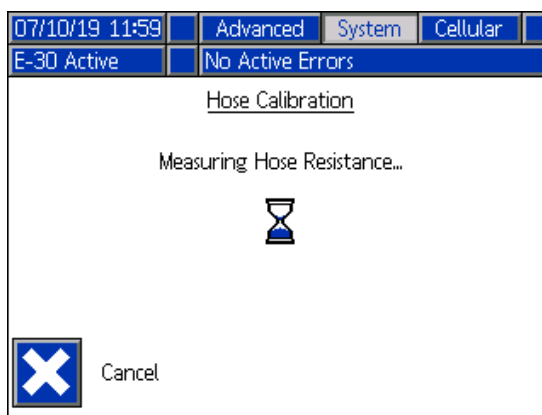 07/10/19 11:59 Advanced System Cellular
E-30 Active No Active Errors
Hose Calibration
Measuring Hose Resistance...
Cancel